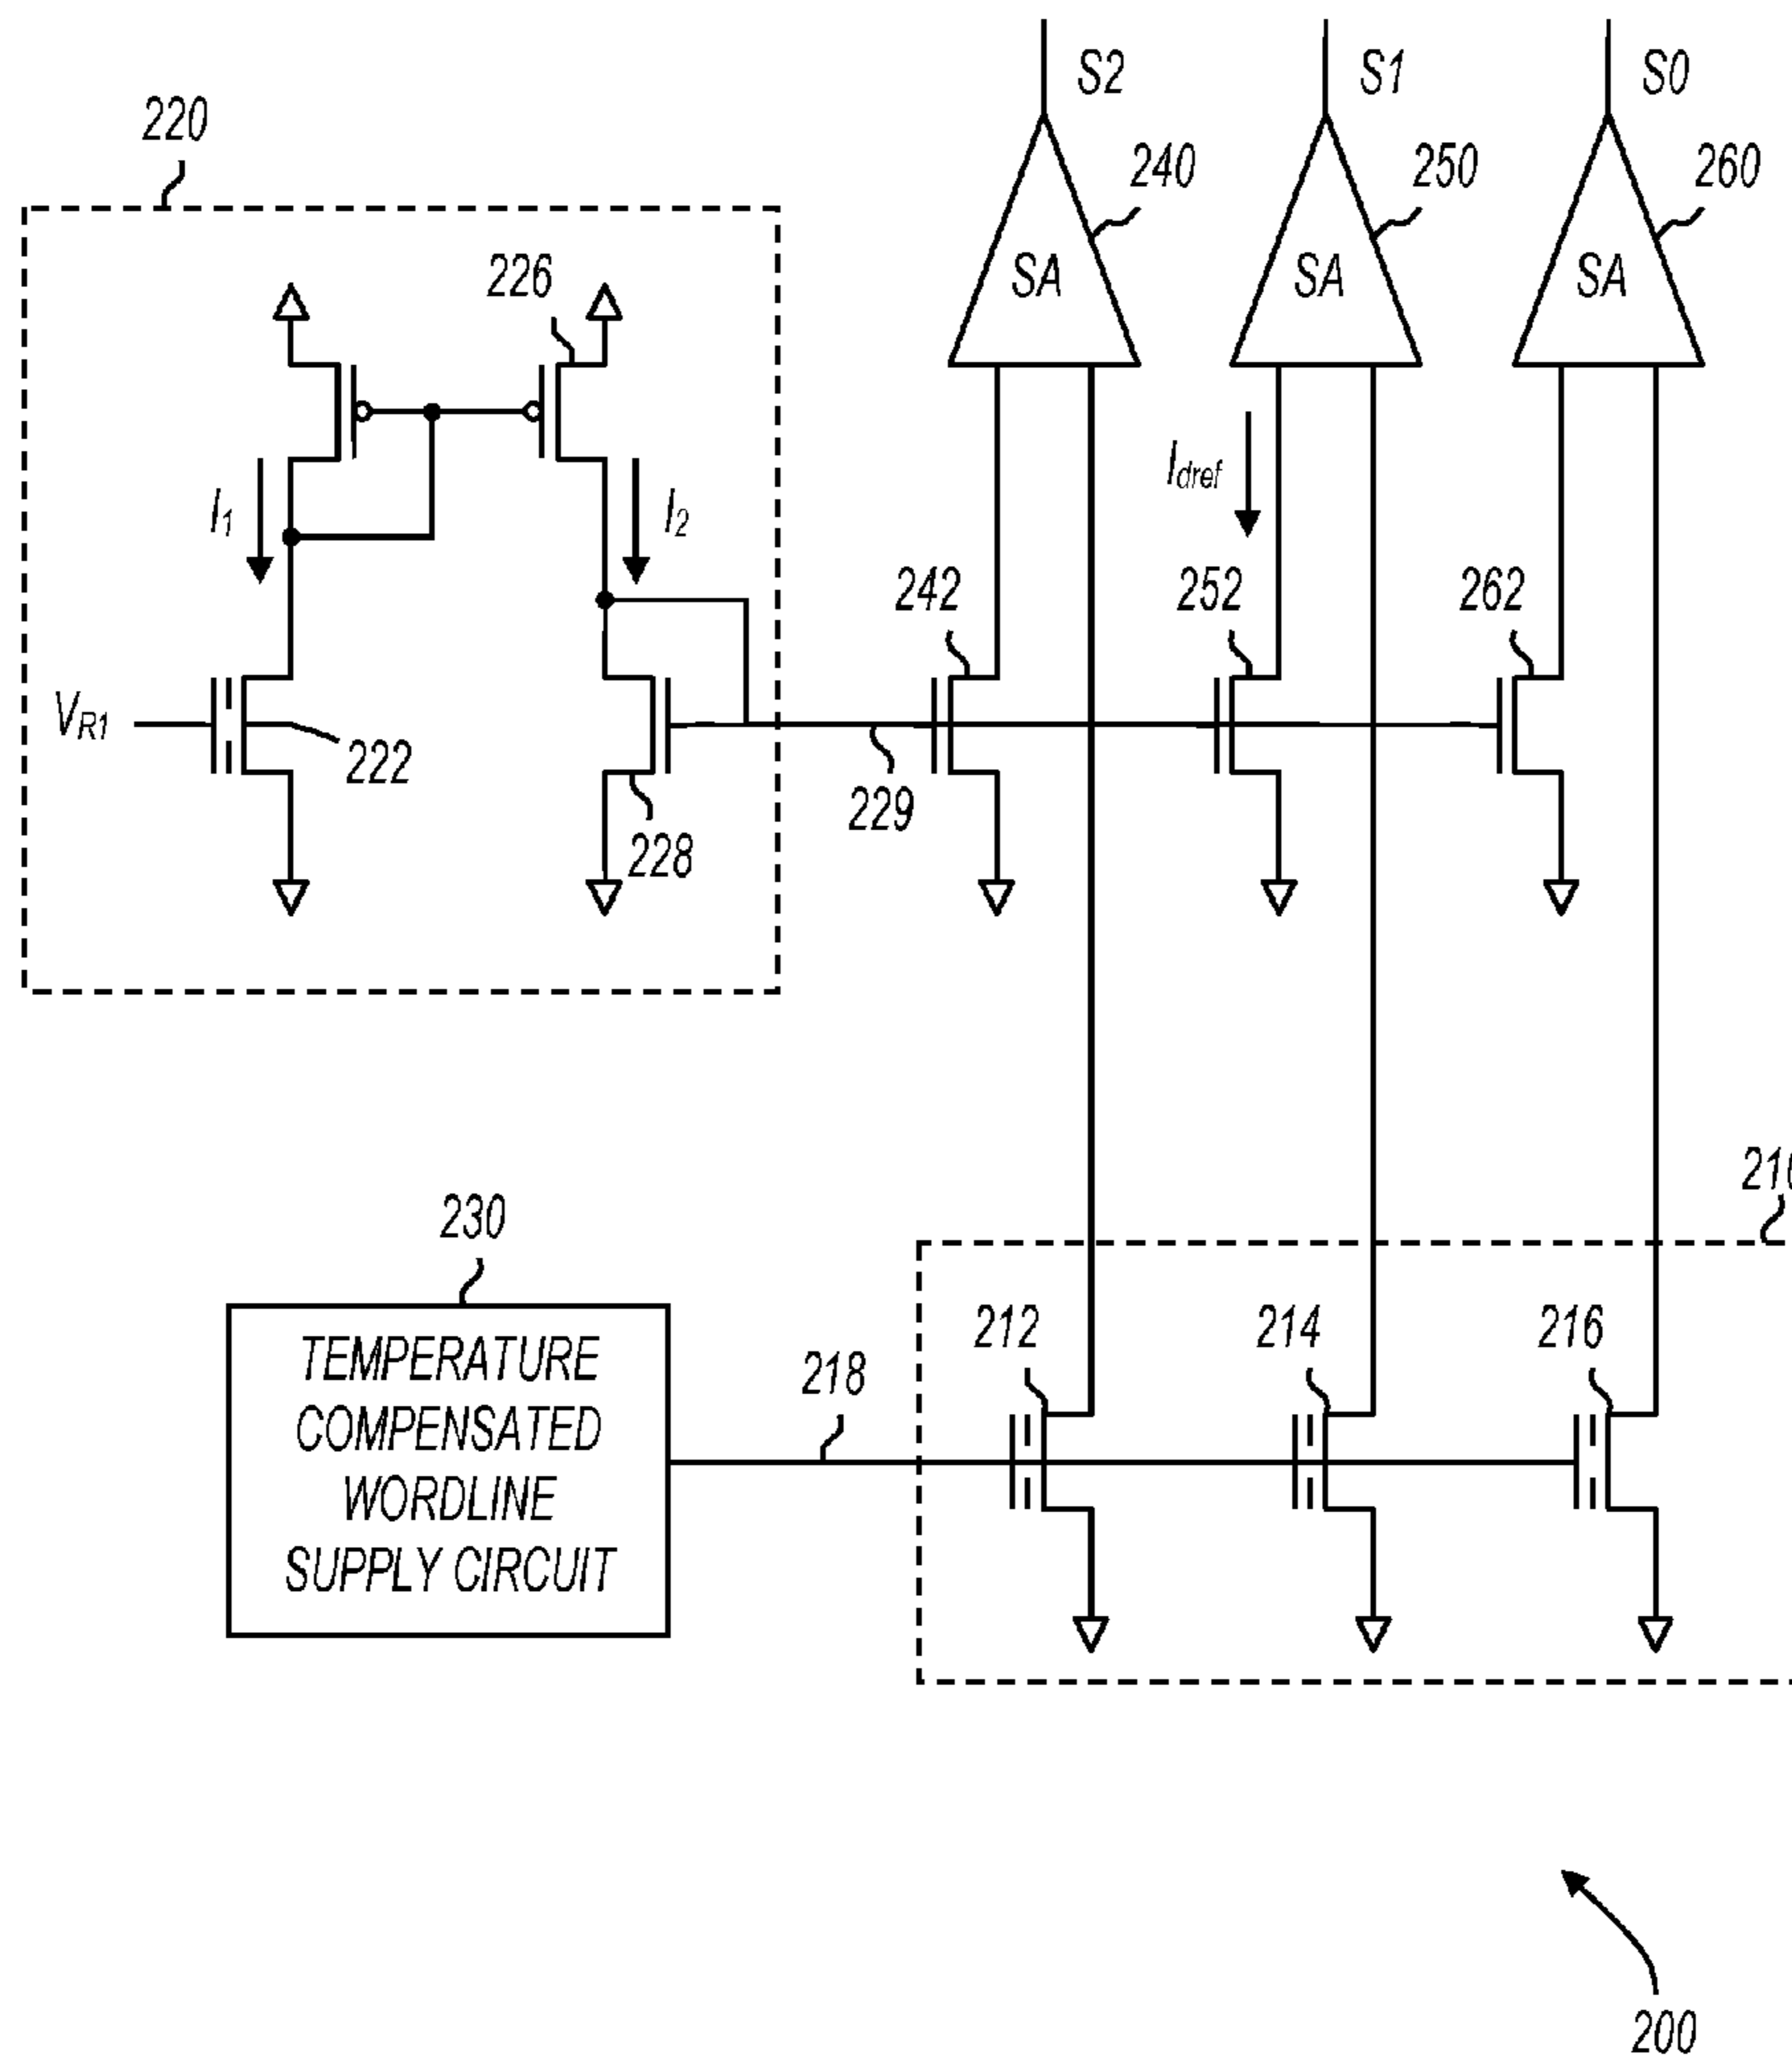 S2
S1
S0
220
240
250
260
226
SA
SA
SA
I1
I2
Idref
242
252
262
VR1
222
229
228
230
212
214
216
218
TEMPERATURE
COMPENSATED
WORDLINE
SUPPLY CIRCUIT
200